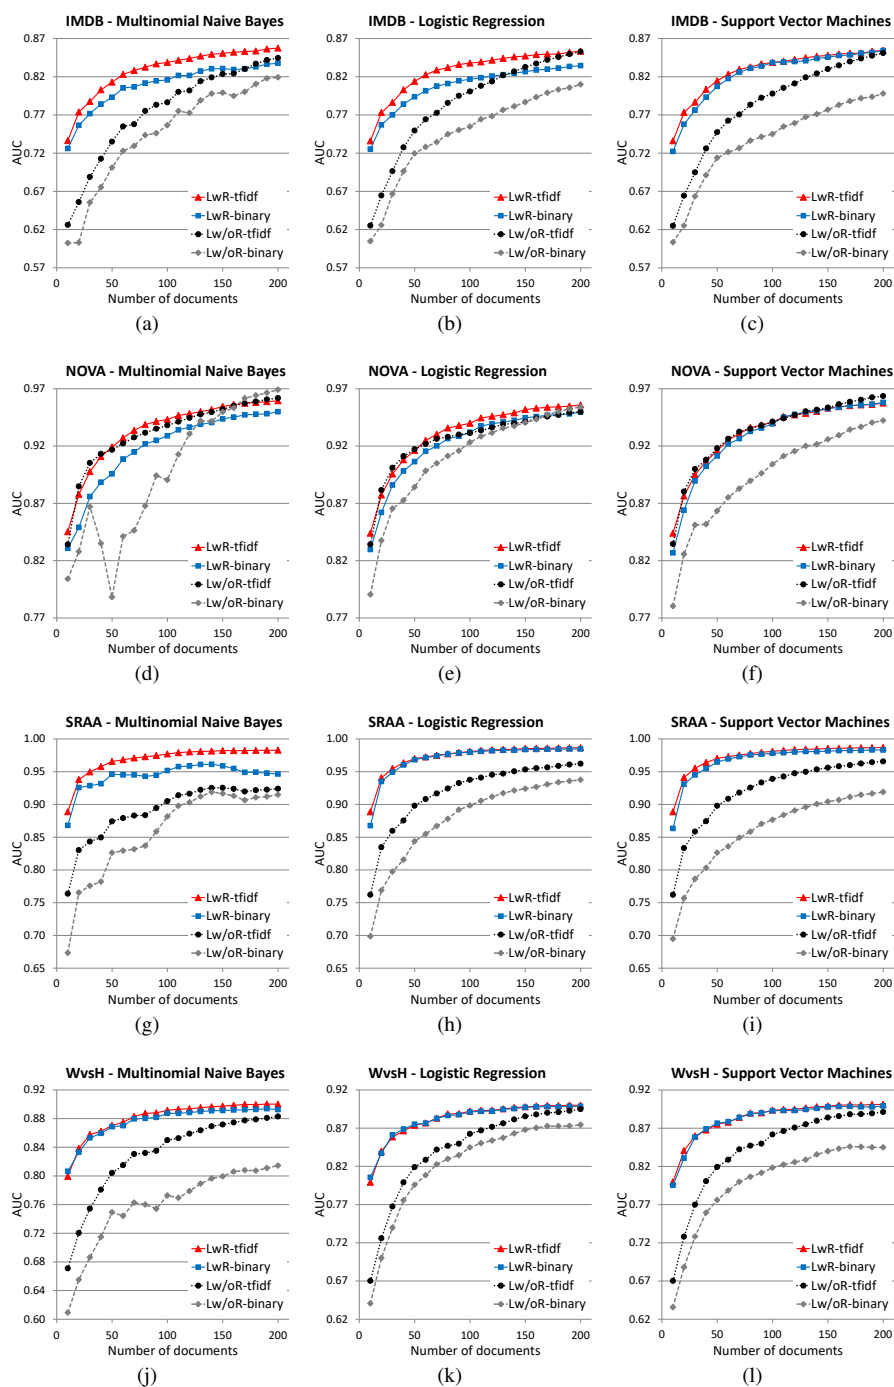 IMDB - Multinomial Naive Bayes
0.87
0.82
0.77
0.72
0.67
0.62
0.57
AUC
0 50 100 150 200
Number of documents
LwR-tfidf
LwR-binary
Lw/oR-tfidf
Lw/oR-binary
(a)
IMDB - Logistic Regression
0.87
0.82
0.77
0.72
0.67
0.62
0.57
AUC
0 50 100 150 200
Number of documents
LwR-tfidf
LwR-binary
Lw/oR-tfidf
Lw/oR-binary
(b)
IMDB - Support Vector Machines
0.87
0.82
0.77
0.72
0.67
0.62
0.57
AUC
0 50 100 150 200
Number of documents
LwR-tfidf
LwR-binary
Lw/oR-tfidf
Lw/oR-binary
(c)
NOVA - Multinomial Naive Bayes
0.97
0.92
0.87
0.82
0.77
AUC
0 50 100 150 200
Number of documents
LwR-tfidf
LwR-binary
Lw/oR-tfidf
Lw/oR-binary
(d)
NOVA - Logistic Regression
0.97
0.92
0.87
0.82
0.77
AUC
0 50 100 150 200
Number of documents
LwR-tfidf
LwR-binary
Lw/oR-tfidf
Lw/oR-binary
(e)
NOVA - Support Vector Machines
0.97
0.92
0.87
0.82
0.77
AUC
0 50 100 150 200
Number of documents
LwR-tfidf
LwR-binary
Lw/oR-tfidf
Lw/oR-binary
(f)
SRAA - Multinomial Naive Bayes
1.00
0.95
0.90
0.85
0.80
0.75
0.70
0.65
AUC
0 50 100 150 200
Number of documents
LwR-tfidf
LwR-binary
Lw/oR-tfidf
Lw/oR-binary
(g)
SRAA - Logistic Regression
1.00
0.95
0.90
0.85
0.80
0.75
0.70
0.65
AUC
0 50 100 150 200
Number of documents
LwR-tfidf
LwR-binary
Lw/oR-tfidf
Lw/oR-binary
(h)
SRAA - Support Vector Machines
1.00
0.95
0.90
0.85
0.80
0.75
0.70
0.65
AUC
0 50 100 150 200
Number of documents
LwR-tfidf
LwR-binary
Lw/oR-tfidf
Lw/oR-binary
(i)
WvsH - Multinomial Naive Bayes
0.92
0.88
0.84
0.80
0.76
0.72
0.68
0.64
0.60
AUC
0 50 100 150 200
Number of documents
LwR-tfidf
LwR-binary
Lw/oR-tfidf
Lw/oR-binary
(j)
WvsH - Logistic Regression
0.92
0.87
0.82
0.77
0.72
0.67
0.62
AUC
0 50 100 150 200
Number of documents
LwR-tfidf
LwR-binary
Lw/oR-tfidf
Lw/oR-binary
(k)
WvsH - Support Vector Machines
0.92
0.87
0.82
0.77
0.72
0.67
0.62
AUC
0 50 100 150 200
Number of documents
LwR-tfidf
LwR-binary
Lw/oR-tfidf
Lw/oR-binary
(l)